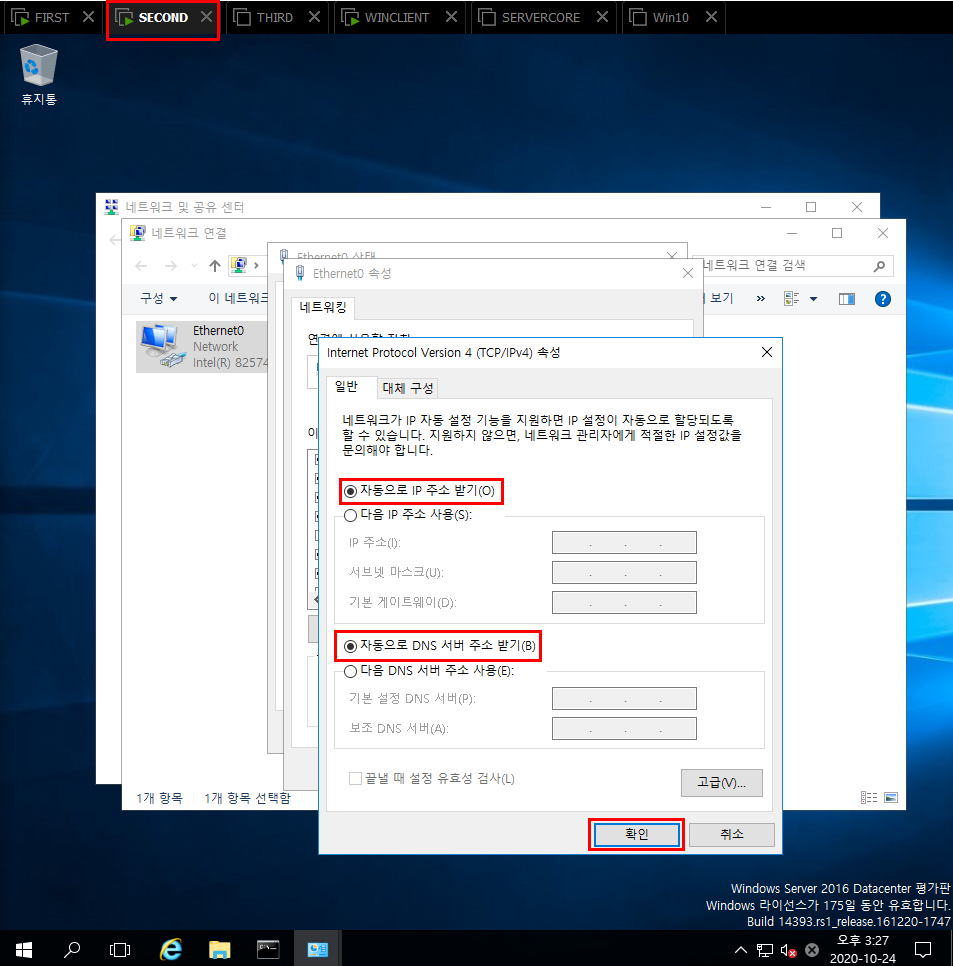 FIRST
SECOND
THIRD
WINCLIENT
SERVERCORE
Win10
휴지통
네트워크 및 공유 센터
네트워크 연결
Ethernet0 상태
Ethernet0 속성
네트워크 연결 검색
구성
이 네트워크
보기
네트워킹
Ethernet0
Network
Intel(R) 82574
Internet Protocol Version 4 (TCP/IPv4) 속성
일반
대체 구성
네트워크가 IP 자동 설정 기능을 지원하면 IP 설정이 자동으로 할당되도록
할 수 있습니다. 지원하지 않으면, 네트워크 관리자에게 적절한 IP 설정값을
문의해야 합니다.
자동으로 IP 주소 받기(O)
다음 IP 주소 사용(S):
IP 주소(I):
서브넷 마스크(U):
기본 게이트웨이(D):
자동으로 DNS 서버 주소 받기(B)
다음 DNS 서버 주소 사용(E):
기본 설정 DNS 서버(P):
보조 DNS 서버(A):
끝낼 때 설정 유효성 검사(L)
고급(V)...
확인
취소
1개 항목
1개 항목 선택함
Windows Server 2016 Datacenter 평가판
Windows 라이선스가 175일 동안 유효합니다.
Build 14393.rs1_release.161220-1747
오후 3:27
2020-10-24